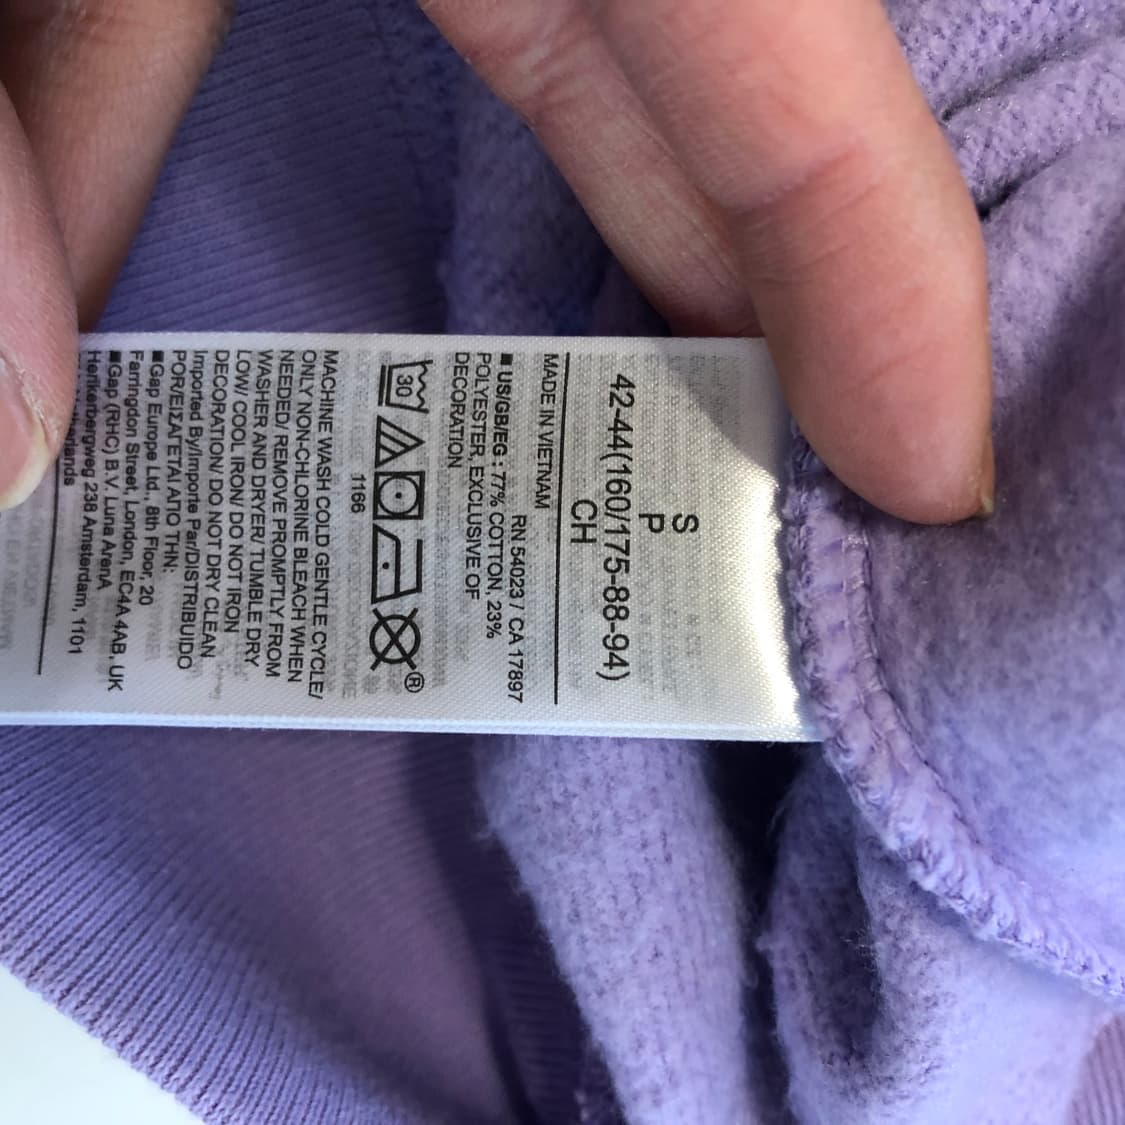 S
P
42-44(160/175-88-94)
CH
MADE IN VIETNAM
RN 54023 / CA 17897
■ US/GB/EG : 77% COTTON, 23%
POLYESTER, EXCLUSIVE OF
DECORATION
30
®
1166
MACHINE WASH COLD GENTLE CYCLE/
ONLY NON-CHLORINE BLEACH WHEN
NEEDED/ REMOVE PROMPTLY FROM
WASHER AND DRYER/ TUMBLE DRY
LOW/ COOL IRON/ DO NOT IRON
DECORATION/ DO NOT DRY CLEAN
Imported By/Importe Par/DISTRIBUIDO
POR/ΕΙΣΑΓΕΤΑΙ ΑΠΟ ΤΗΝ:
■Gap Europe Ltd., 8th Floor, 20
Farringdon Street, London, EC4A 4AB, UK
■Gap (RHC) B.V. Luna ArenA
Herikerbergweg 238 Amsterdam, 1101